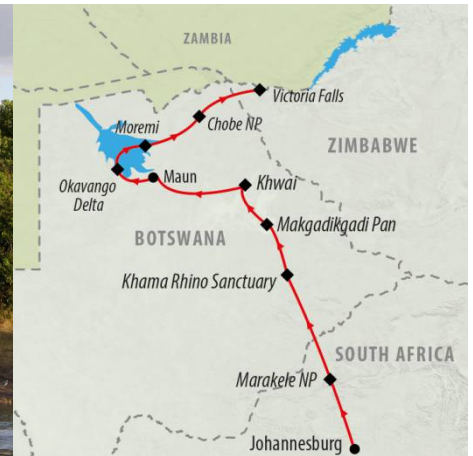 ZAMBIA
Victoria Falls
Chobe NP
Moremi
ZIMBABWE
Maun
Khwai
Okavango
Delta
Makgadikgadi Pan
BOTSWANA
Khama Rhino Sanctuary
SOUTH AFRICA
Marakele NP
Johannesburg